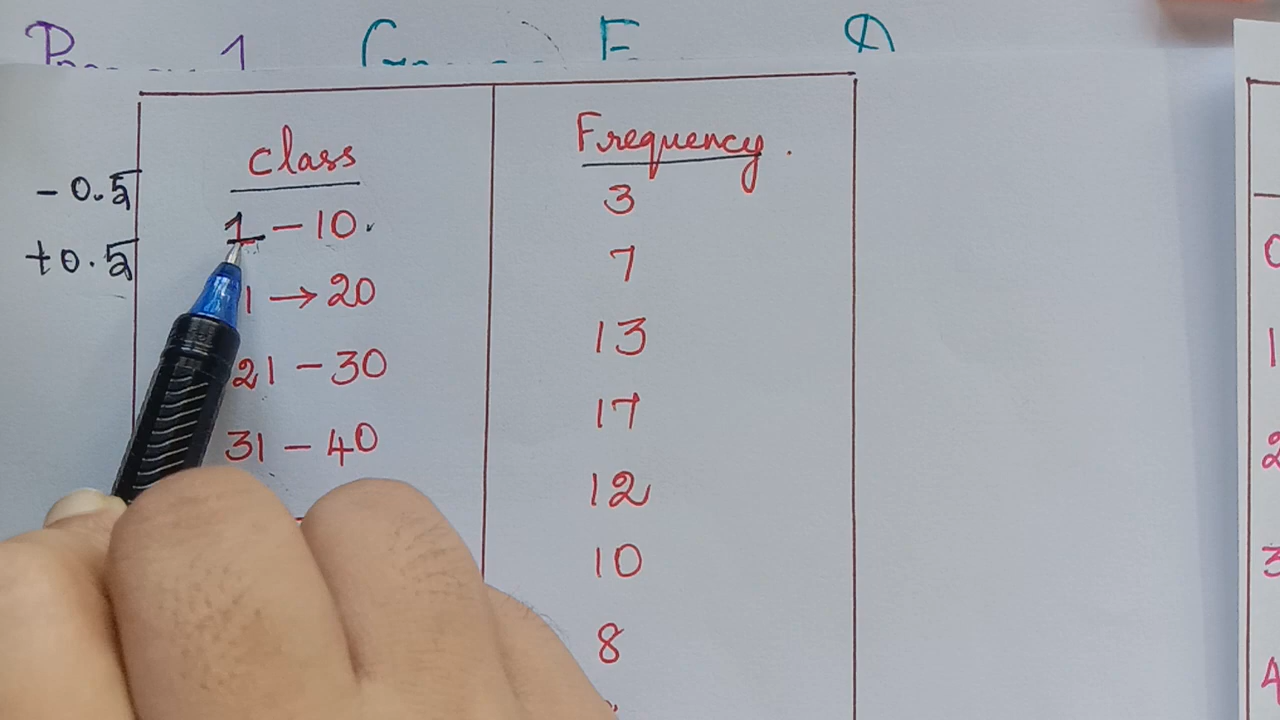 1
class Frequency.
-0.5 3
1 - 10
+0.5 7
1 → 20
21 - 30 13
31 - 40 17
12
10
8